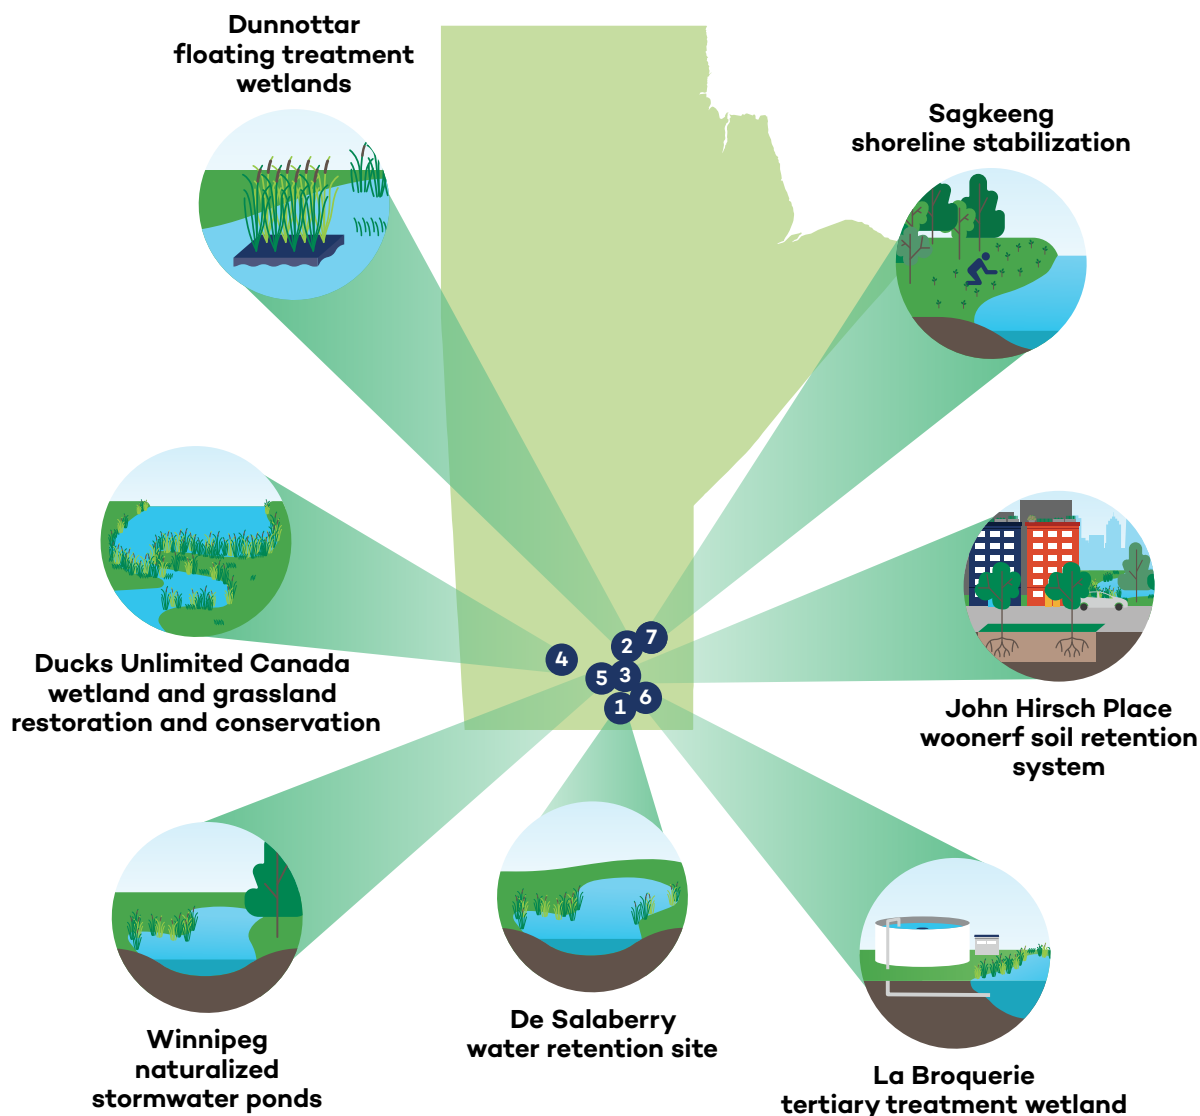 Dunnottar
floating treatment
wetlands
Sagkeeng
shoreline stabilization
Ducks Unlimited Canada
wetland and grassland
restoration and conservation
John Hirsch Place
woonerf soil retention
system
4
2
7
5
3
6
1
Winnipeg
naturalized
stormwater ponds
De Salaberry
water retention site
La Broquerie
tertiary treatment wetland